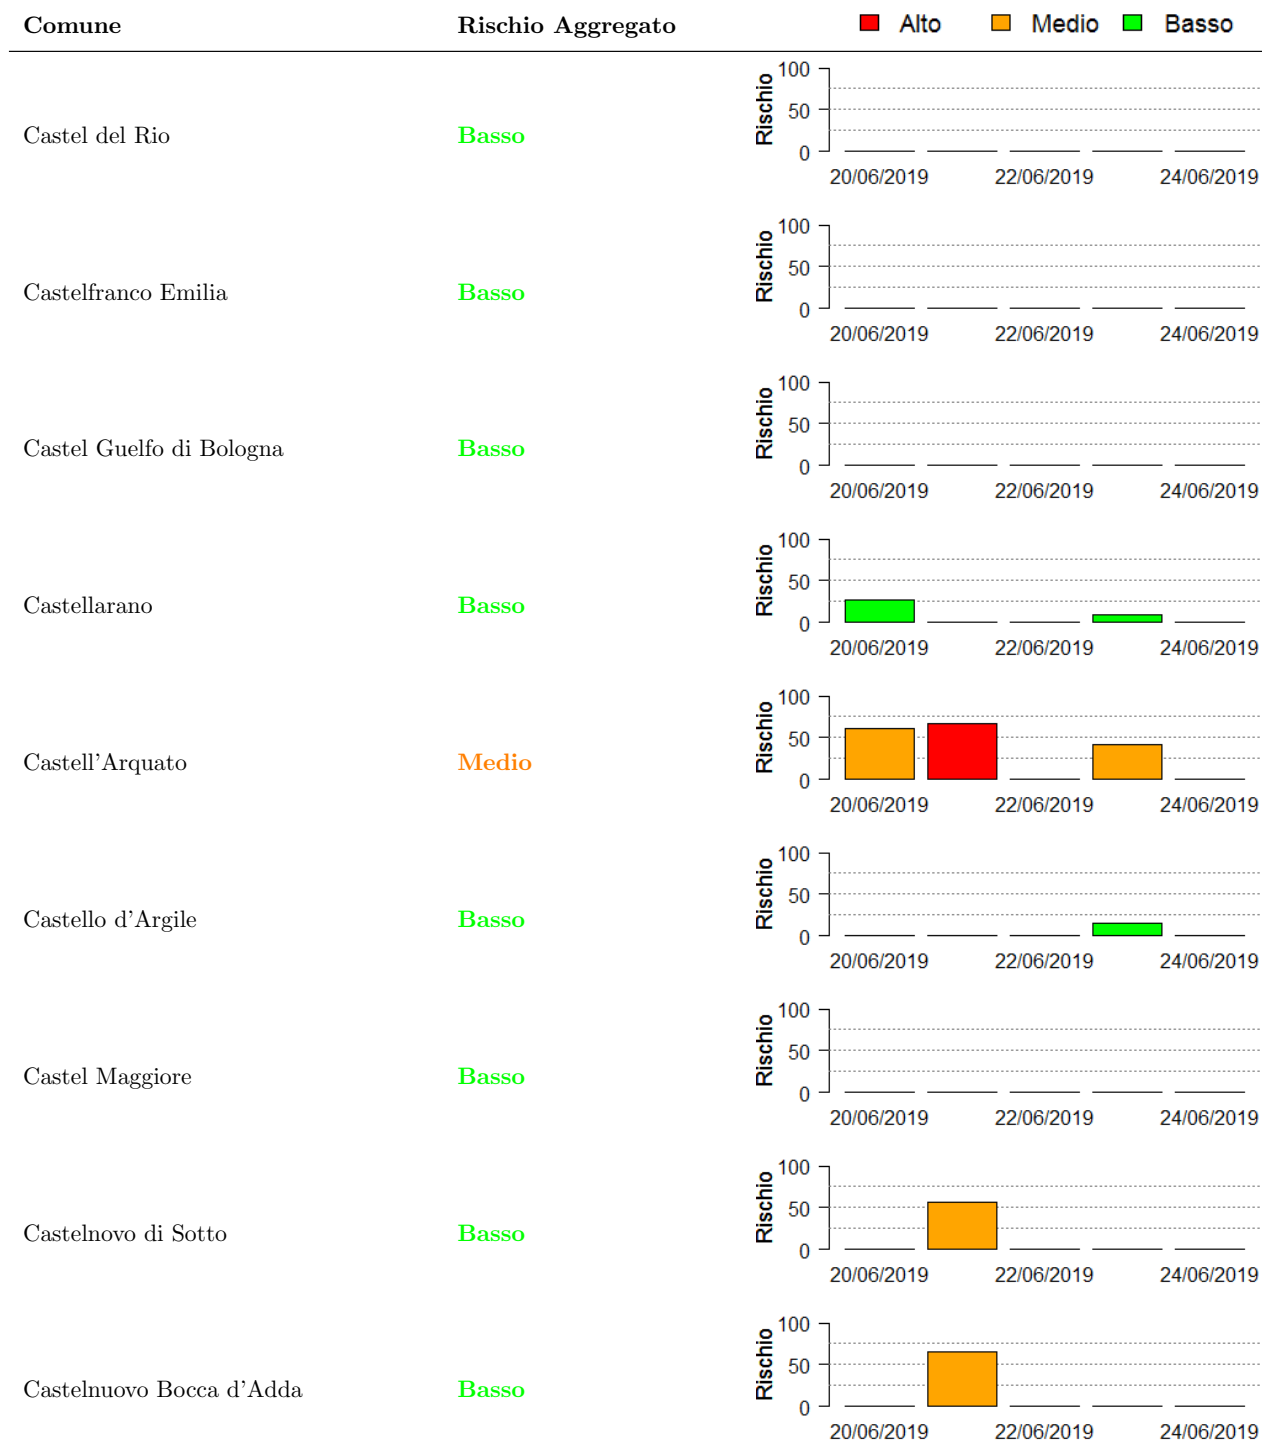 Comune Rischio Aggregato Alto Medio Basso
100
50
0
Rischio
Castel del Rio Basso
20/06/2019 22/06/2019 24/06/2019
100
50
0
Rischio
Castelfranco Emilia Basso
20/06/2019 22/06/2019 24/06/2019
100
50
0
Rischio
Castel Guelfo di Bologna Basso
20/06/2019 22/06/2019 24/06/2019
100
50
0
Rischio
Castellarano Basso
20/06/2019 22/06/2019 24/06/2019
100
50
0
Rischio
Castell'Arquato Medio
20/06/2019 22/06/2019 24/06/2019
100
50
0
Rischio
Castello d'Argile Basso
20/06/2019 22/06/2019 24/06/2019
100
50
0
Rischio
Castel Maggiore Basso
20/06/2019 22/06/2019 24/06/2019
100
50
0
Rischio
Castelnovo di Sotto Basso
20/06/2019 22/06/2019 24/06/2019
100
50
0
Rischio
Castelnuovo Bocca d'Adda Basso
20/06/2019 22/06/2019 24/06/2019